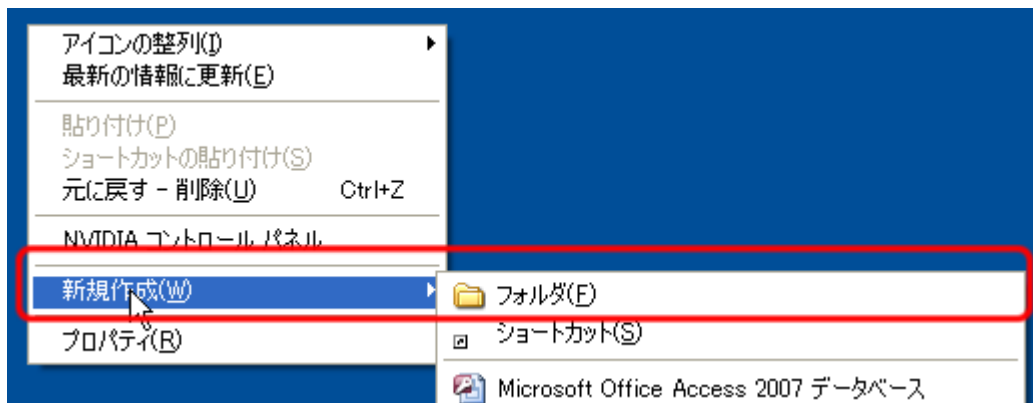 アイコンの整列(I)
最新の情報に更新(E)
貼り付け(P)
ショートカットの貼り付け(S)
元に戻す - 削除(U) Ctrl+Z
NVIDIA コントロール パネル
新規作成(W)
プロパティ(R)
フォルダ(F)
ショートカット(S)
Microsoft Office Access 2007 データベース